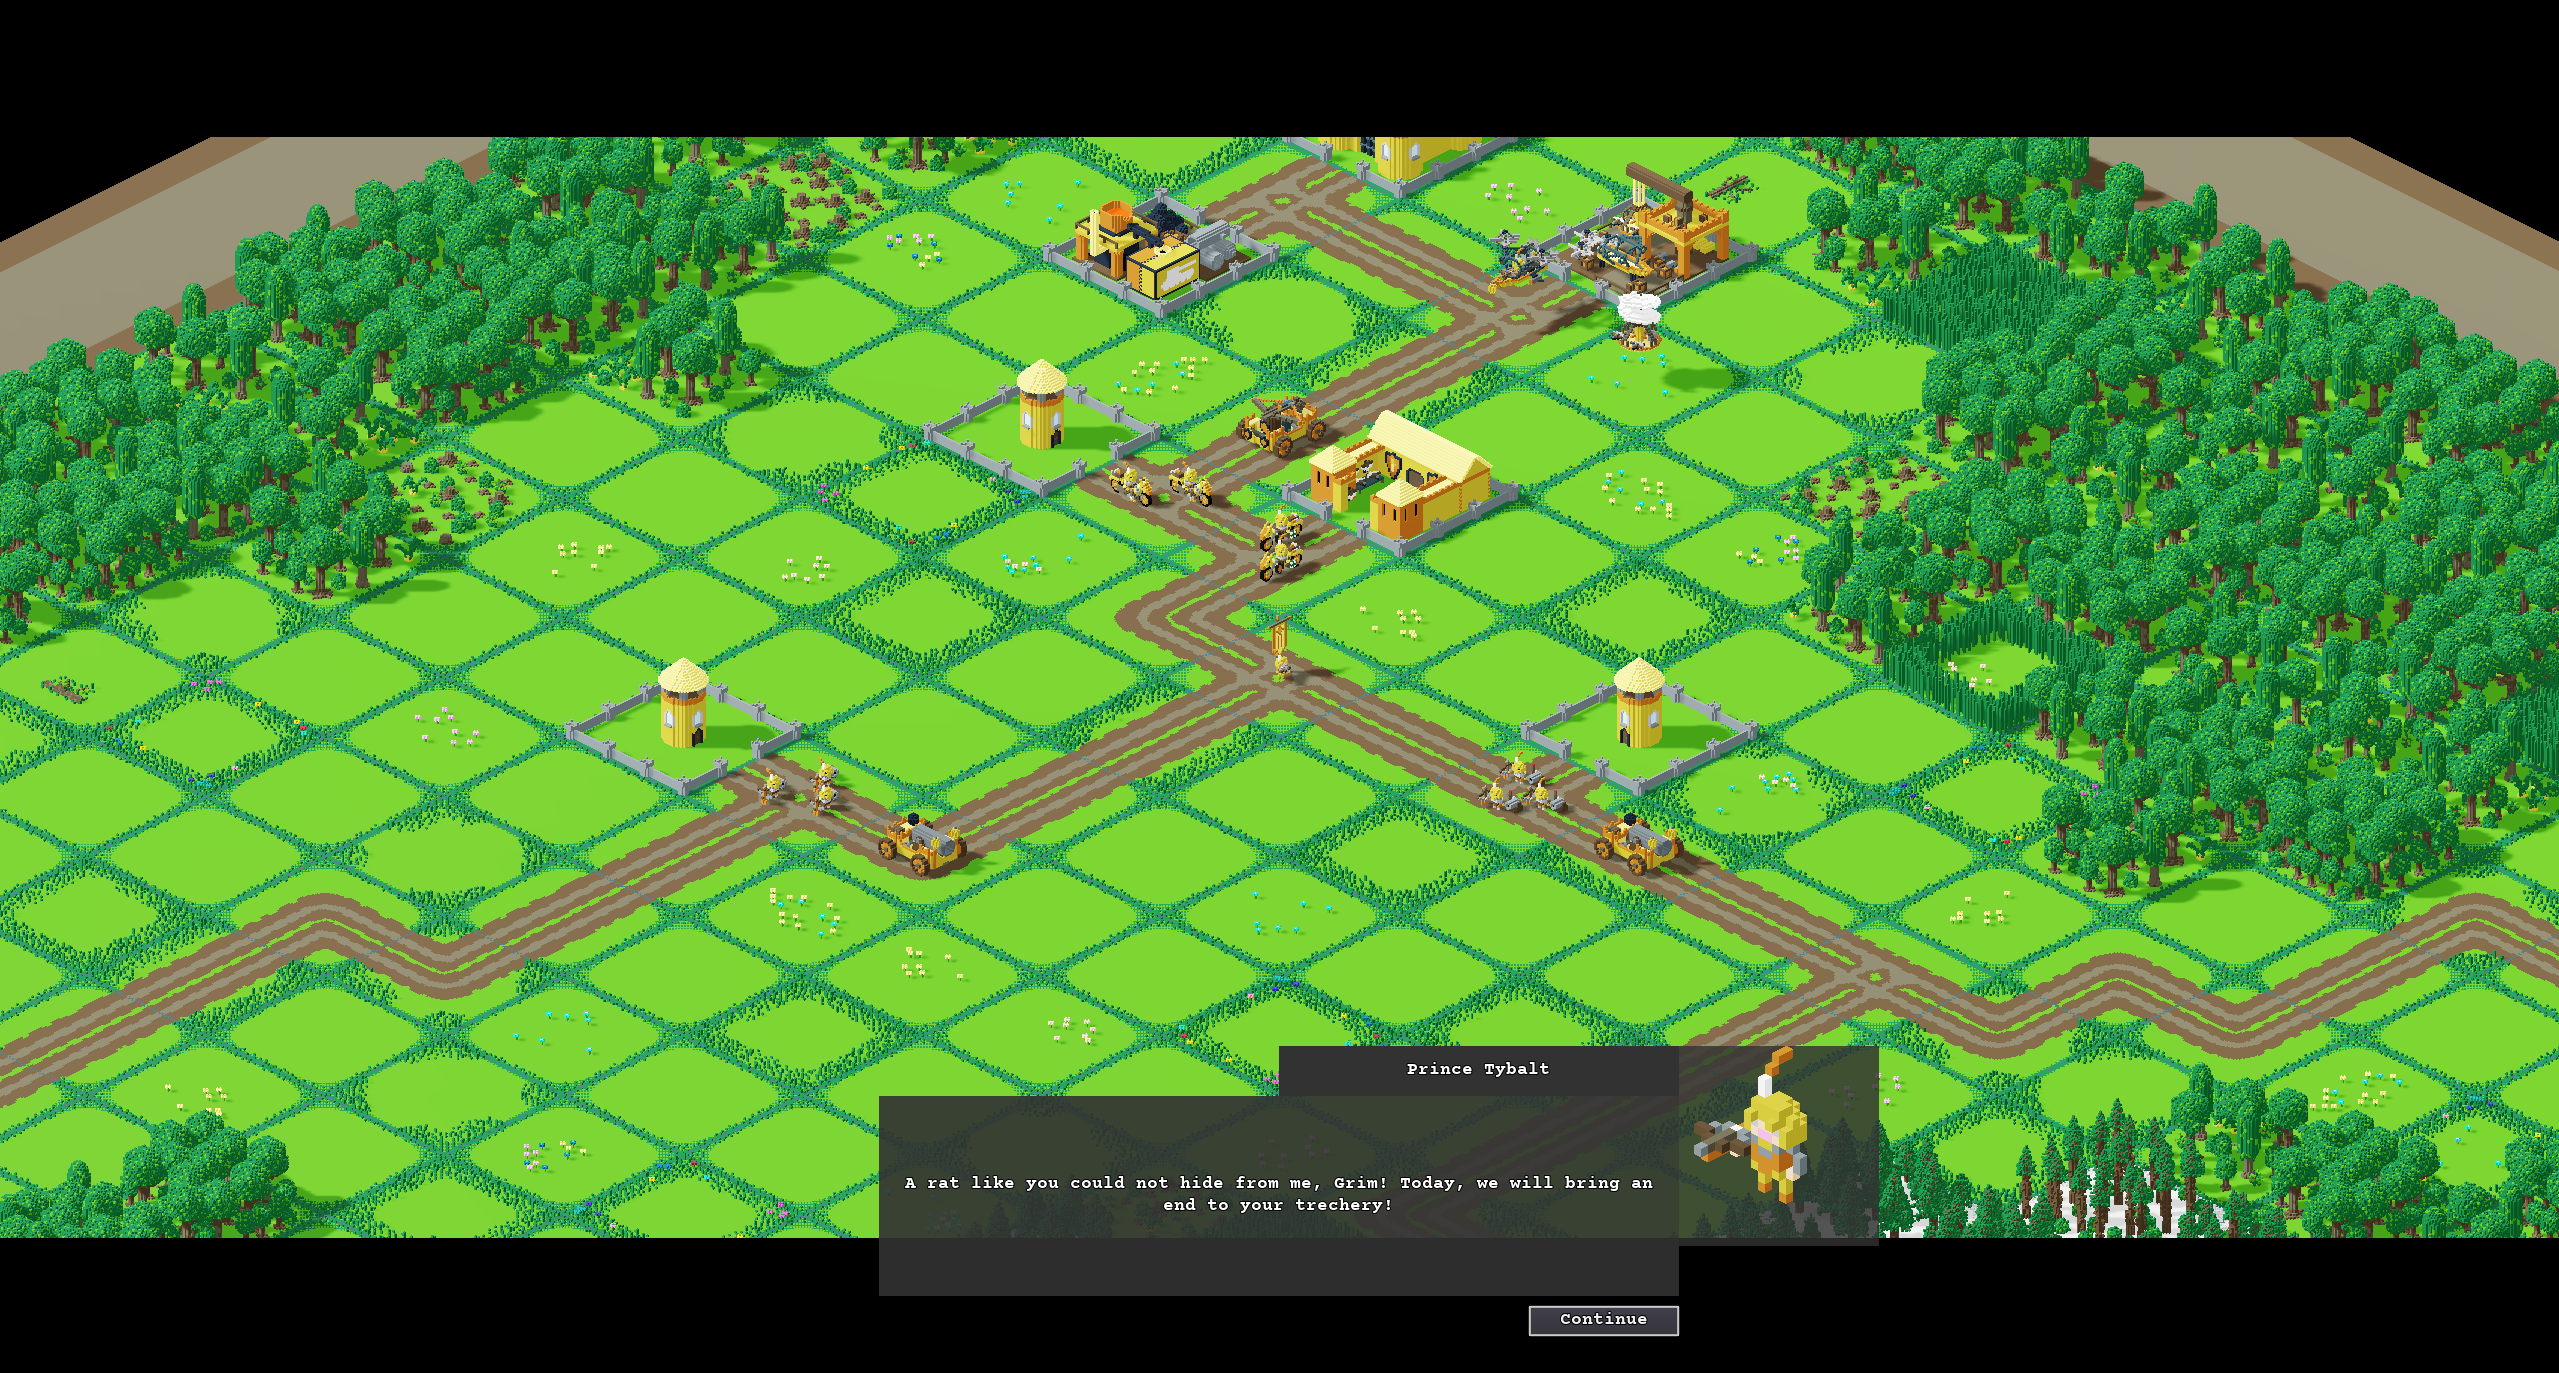 Prince Tybalt
A rat like you could not hide from me, Grim! Today, we will bring an
end to your trechery!
Continue